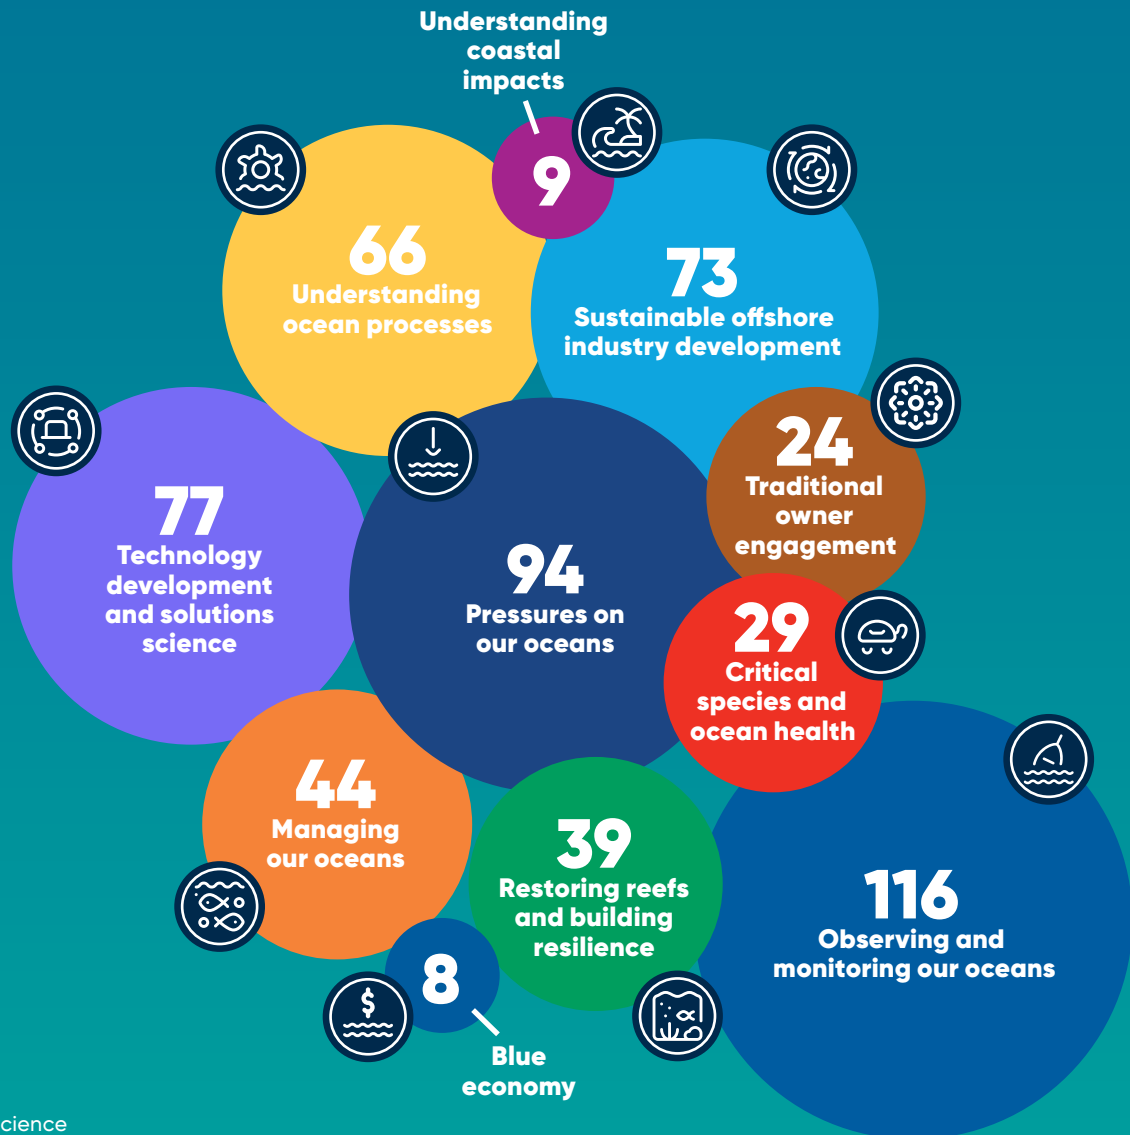 Understanding
coastal
impacts
9
66
Understanding
ocean processes
73
Sustainable offshore
industry development
24
Traditional
owner
engagement
77
Technology
development
and solutions
science
94
Pressures on
our oceans
29
Critical
species and
ocean health
44
Managing
our oceans
39
Restoring reefs
and building
resilience
116
Observing and
monitoring our oceans
8
Blue
economy
$
cience